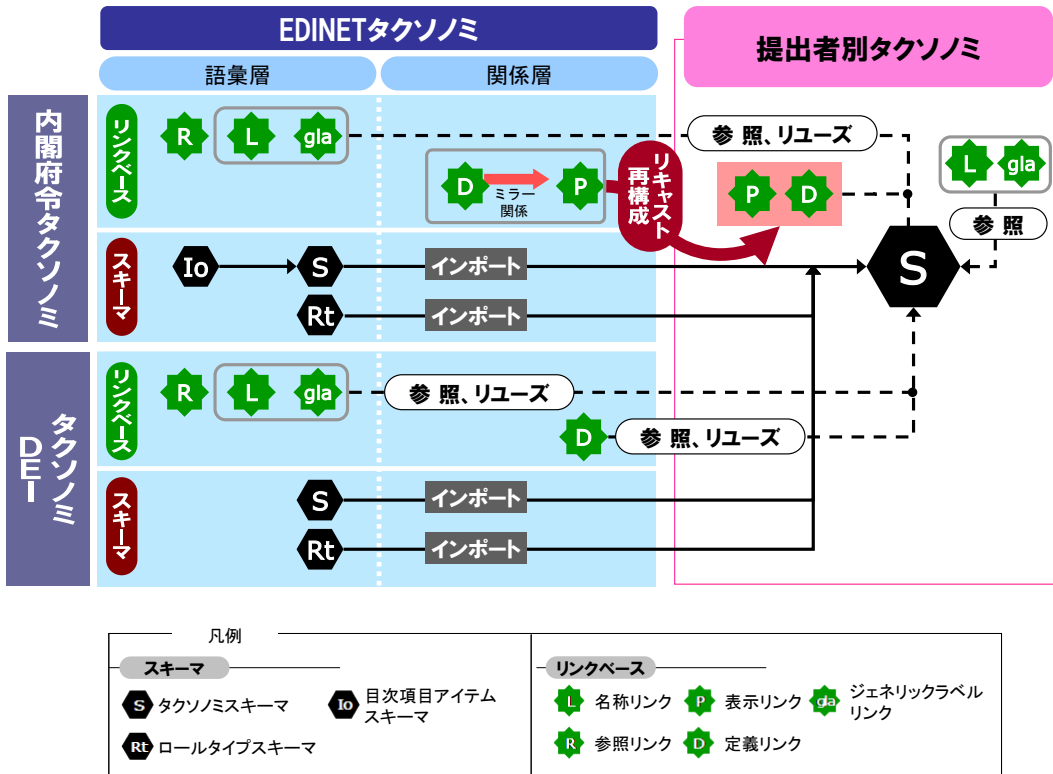 EDINETタクソノミ
提出者別タクソノミ
語彙層
関係層
内閣府令タクソノミ
リンクベース
R
L
gla
参 照、リユーズ
D
ミラー
関係
P
リキャスト
再構成
P
D
L
gla
参 照
スキーマ
Io
S
インポート
S
Rt
インポート
DEI
タクソノミ
リンクベース
R
L
gla
参 照、リユーズ
D
参 照、リユーズ
スキーマ
S
インポート
Rt
インポート
凡例
スキーマ
S タクソノミスキーマ
Io 目次項目アイテム
スキーマ
Rt ロールタイプスキーマ
リンクベース
L 名称リンク
P 表示リンク
gla ジェネリックラベル
リンク
R 参照リンク
D 定義リンク